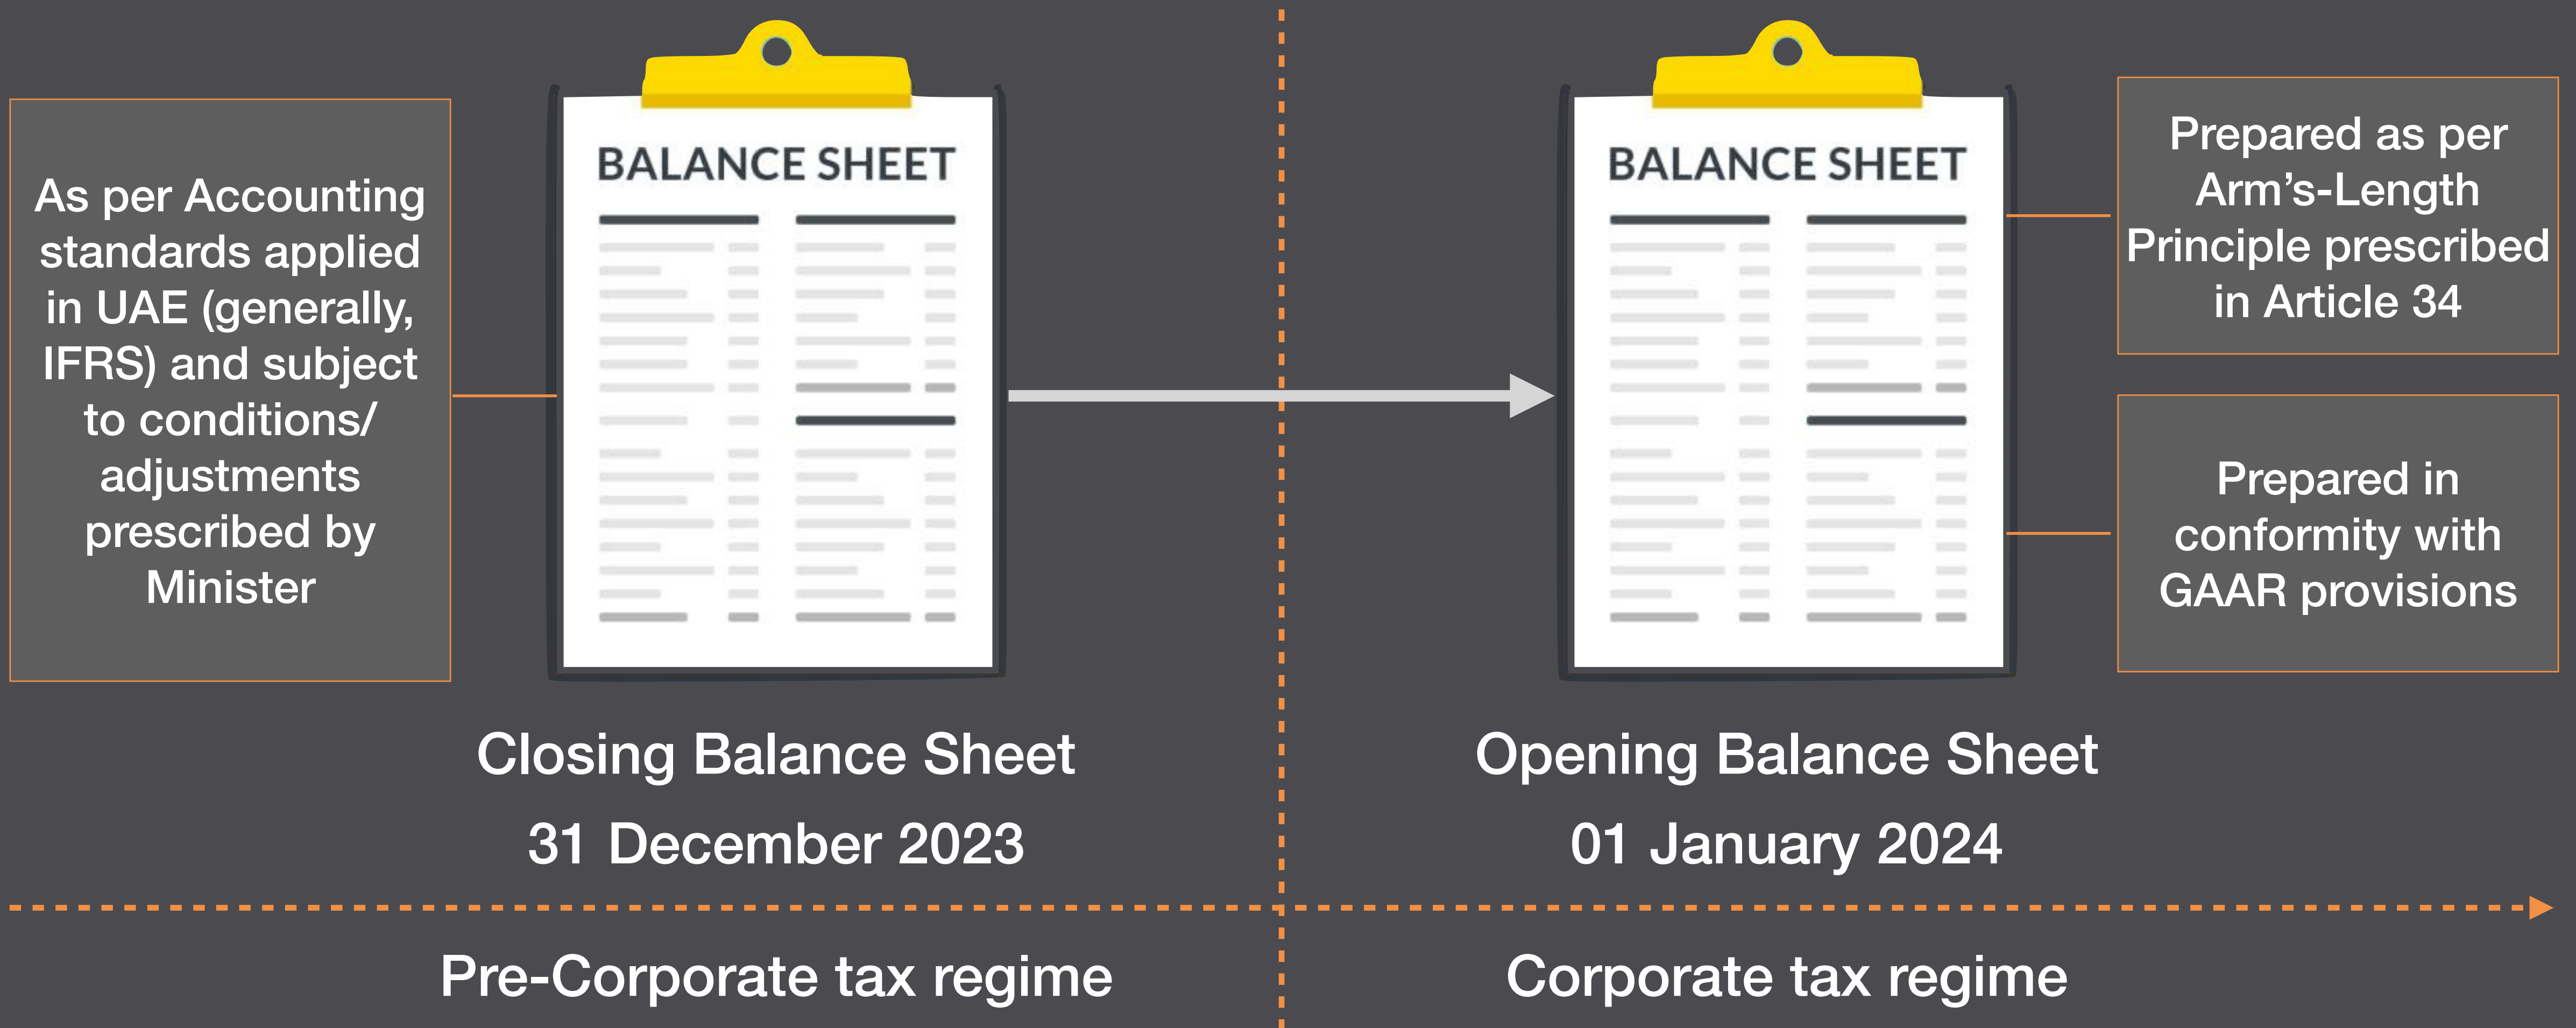 As per Accounting
standards applied
in UAE (generally,
IFRS) and subject
to conditions/
adjustments
prescribed by
Minister
BALANCE SHEET
Closing Balance Sheet
31 December 2023
BALANCE SHEET
Prepared as per
Arm’s-Length
Principle prescribed
in Article 34
Prepared in
conformity with
GAAR provisions
Opening Balance Sheet
01 January 2024
Pre-Corporate tax regime
Corporate tax regime